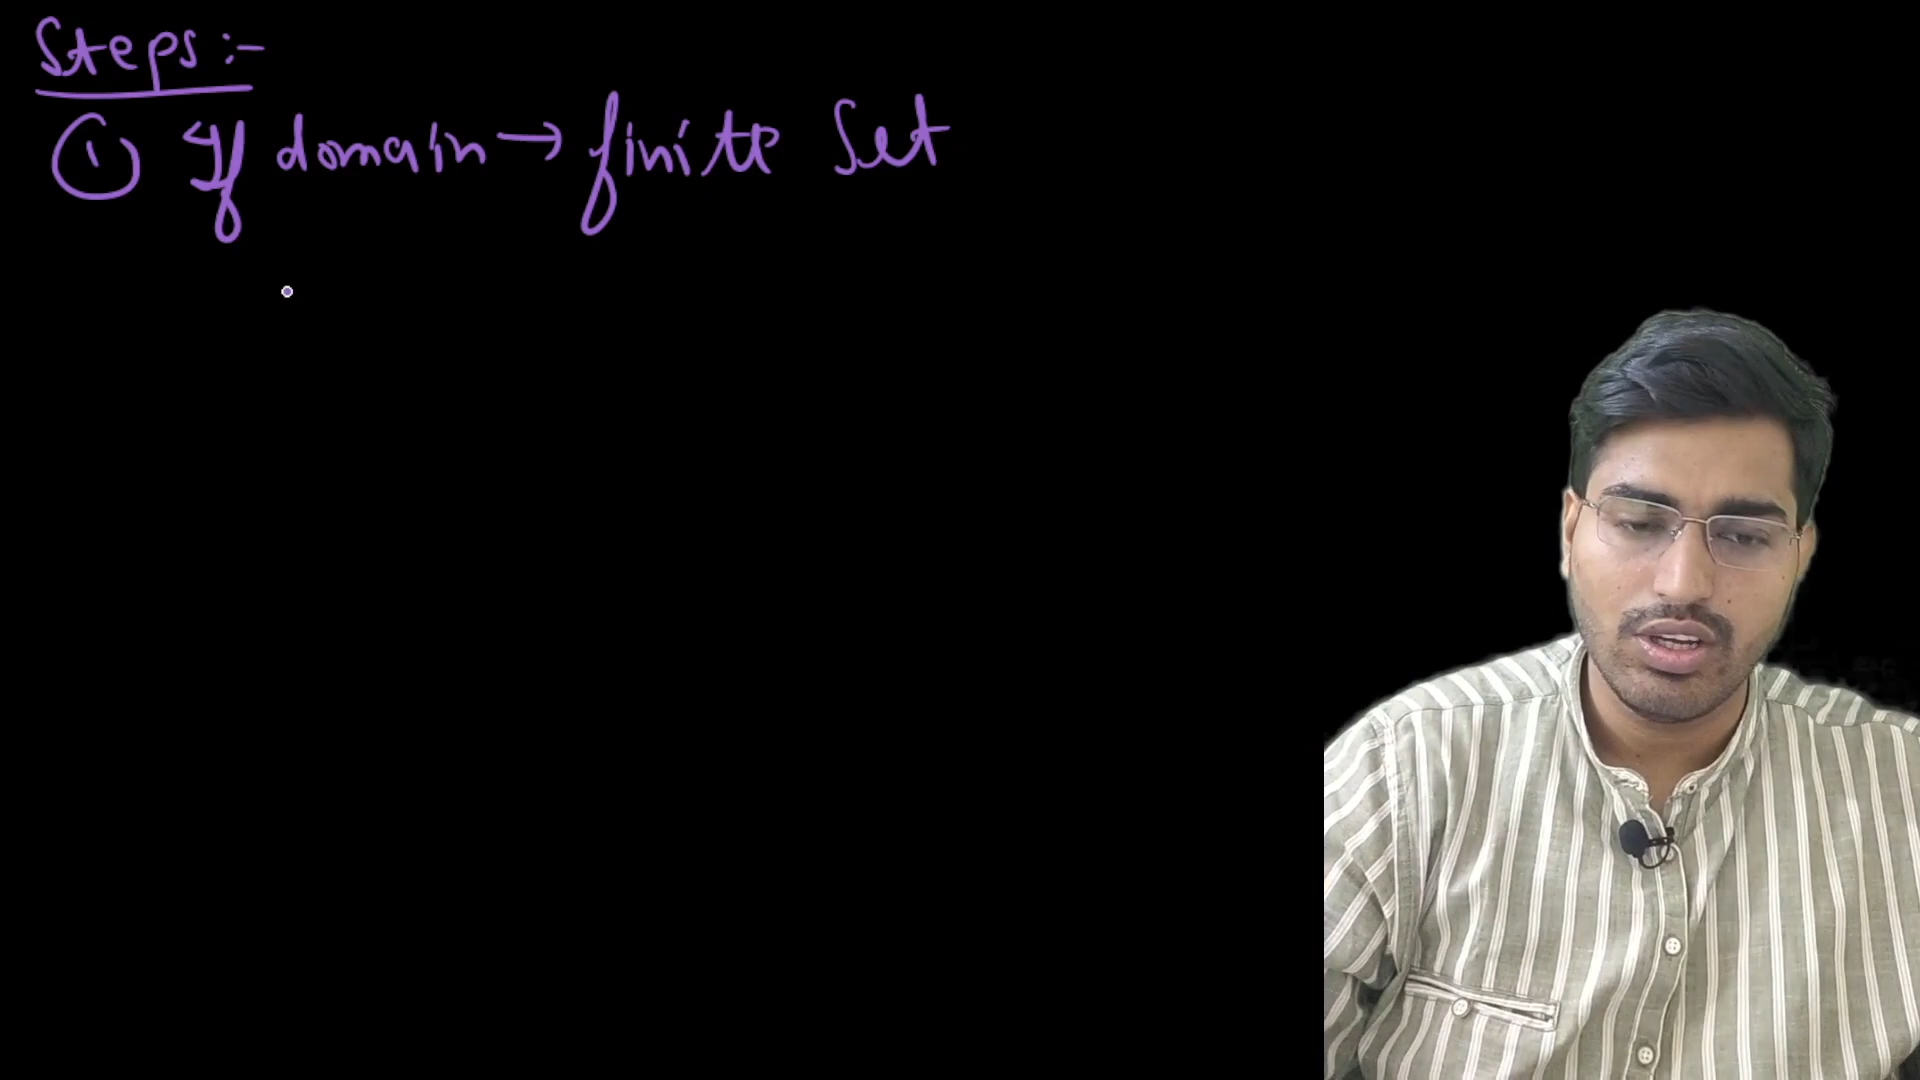 Steps :-
① If domain → finite Set